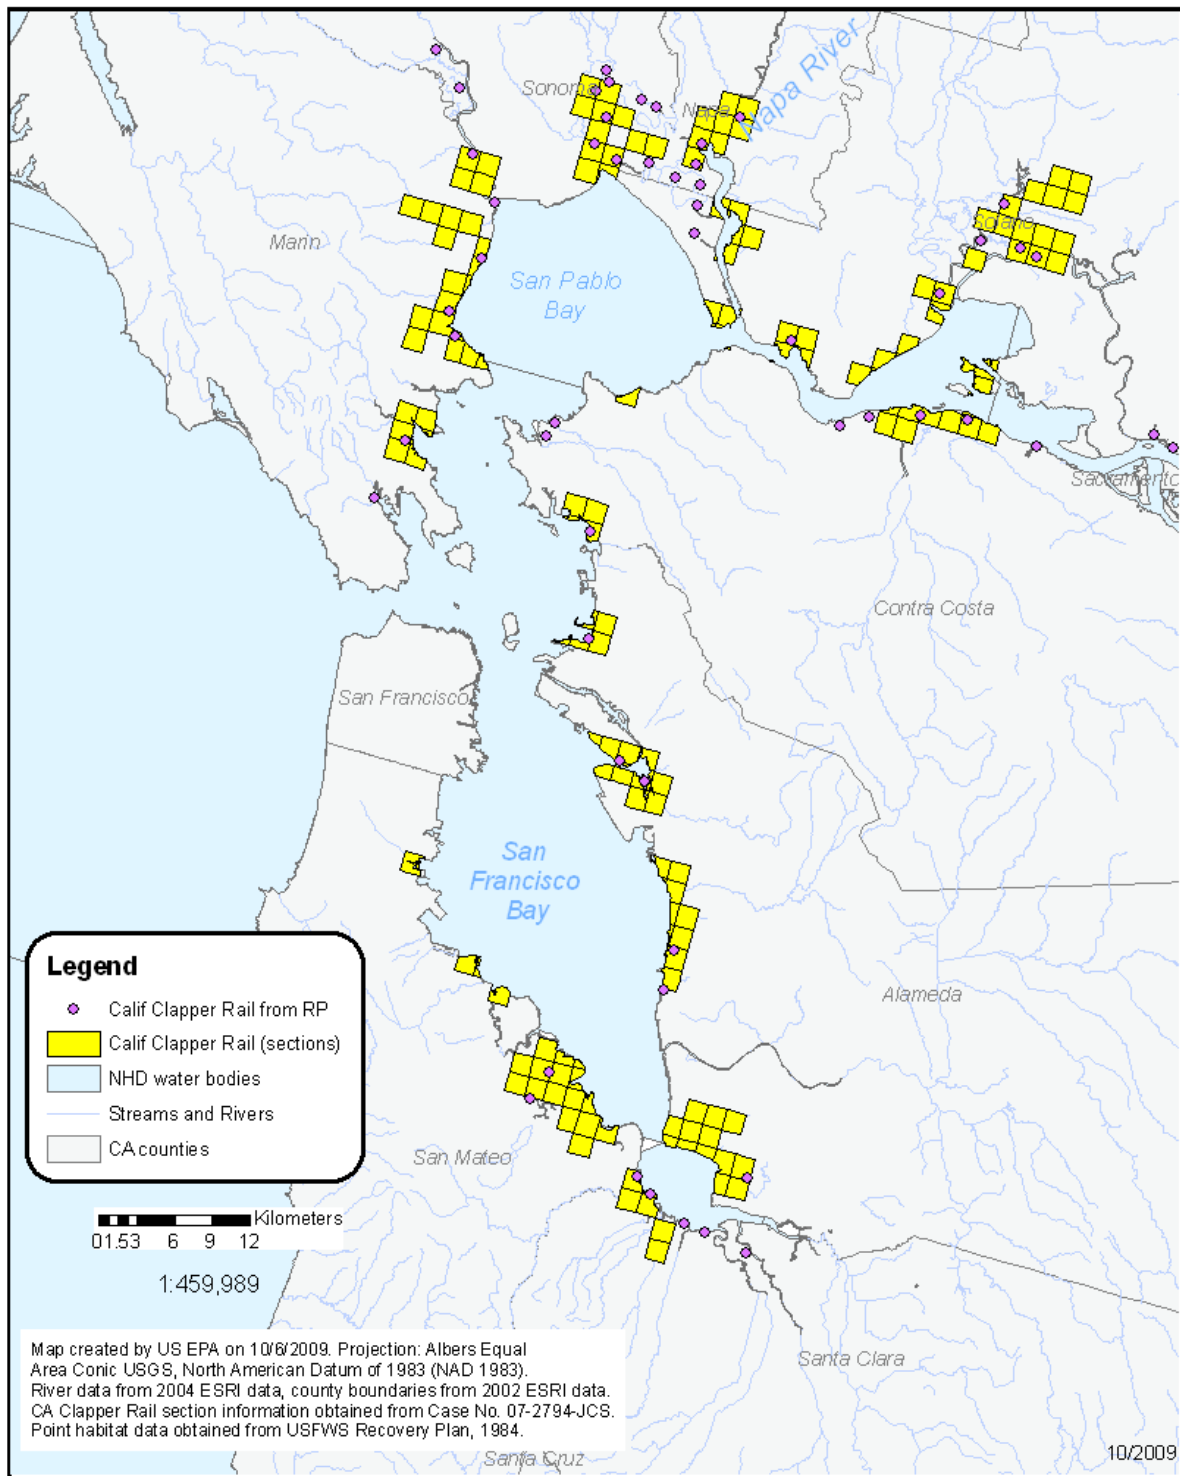 Napa River
Sonoma
Napa
Solano
Marin
San Pablo
Bay
Sacramento
Contra Costa
San Francisco
San
Francisco
Bay
Legend
Calif Clapper Rail from RP
Calif Clapper Rail (sections)
NHD water bodies
Streams and Rivers
CA counties
Alameda
San Mateo
Kilometers
01.53 6 9 12
1:459,989
Map created by US EPA on 10/6/2009. Projection: Albers Equal
Area Conic USGS, North American Datum of 1983 (NAD 1983).
River data from 2004 ESRI data, county boundaries from 2002 ESRI data.
CA Clapper Rail section information obtained from Case No. 07-2794-JCS.
Point habitat data obtained from USFWS Recovery Plan, 1984.
Santa Clara
Santa Cruz
10/2009